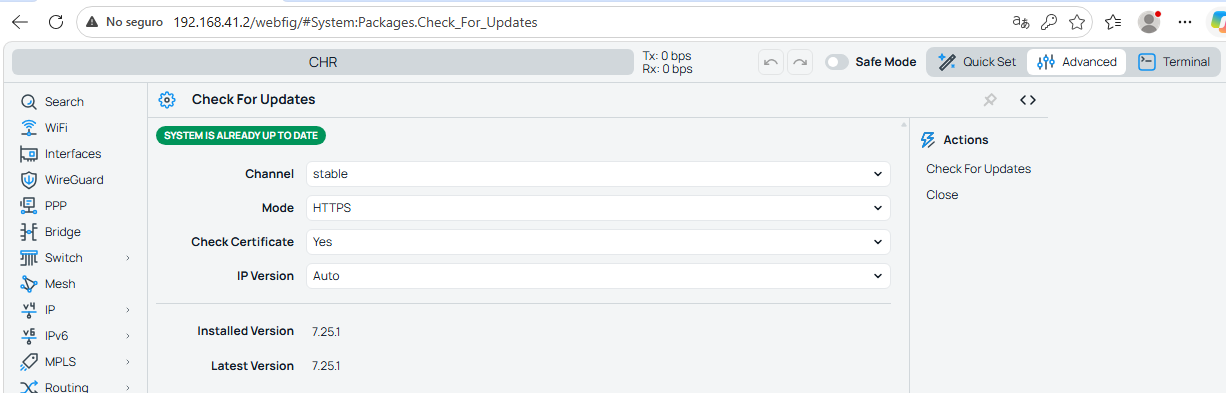 No seguro 192.168.41.2/webfig/#System:Packages.Check_For_Updates
CHR
Tx: 0 bps
Rx: 0 bps
Safe Mode
Quick Set
Advanced
Terminal
Search
WiFi
Interfaces
WireGuard
PPP
Bridge
Switch
Mesh
v4 IP
v6 IPv6
MPLS
Routing
Check For Updates
SYSTEM IS ALREADY UP TO DATE
Channel stable
Mode HTTPS
Check Certificate Yes
IP Version Auto
Installed Version 7.25.1
Latest Version 7.25.1
Actions
Check For Updates
Close